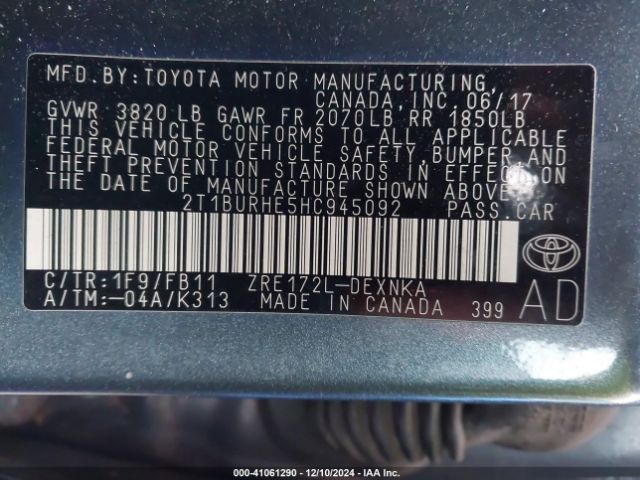 MFD.BY:TOYOTA MOTOR MANUFACTURING,
CANADA,INC.06/17
GVWR 3820 LB GAWR FR 2070LB RR 1850LB
THIS VEHICLE CONFORMS TO ALL APPLICABLE
FEDERAL MOTOR VEHICLE SAFETY,BUMPER,AND
THEFT PREVENTION STANDARDS IN EFFECT ON
THE DATE OF MANUFACTURE SHOWN ABOVE.
2T1BURHE5HC945092 PASS.CAR
C/TR:1F9/FB11 ZRE172L-DEXNKA
A/TM:-04A/K313 MADE IN CANADA 399
AD
000-41061290 - 12/10/2024 - IAA Inc.